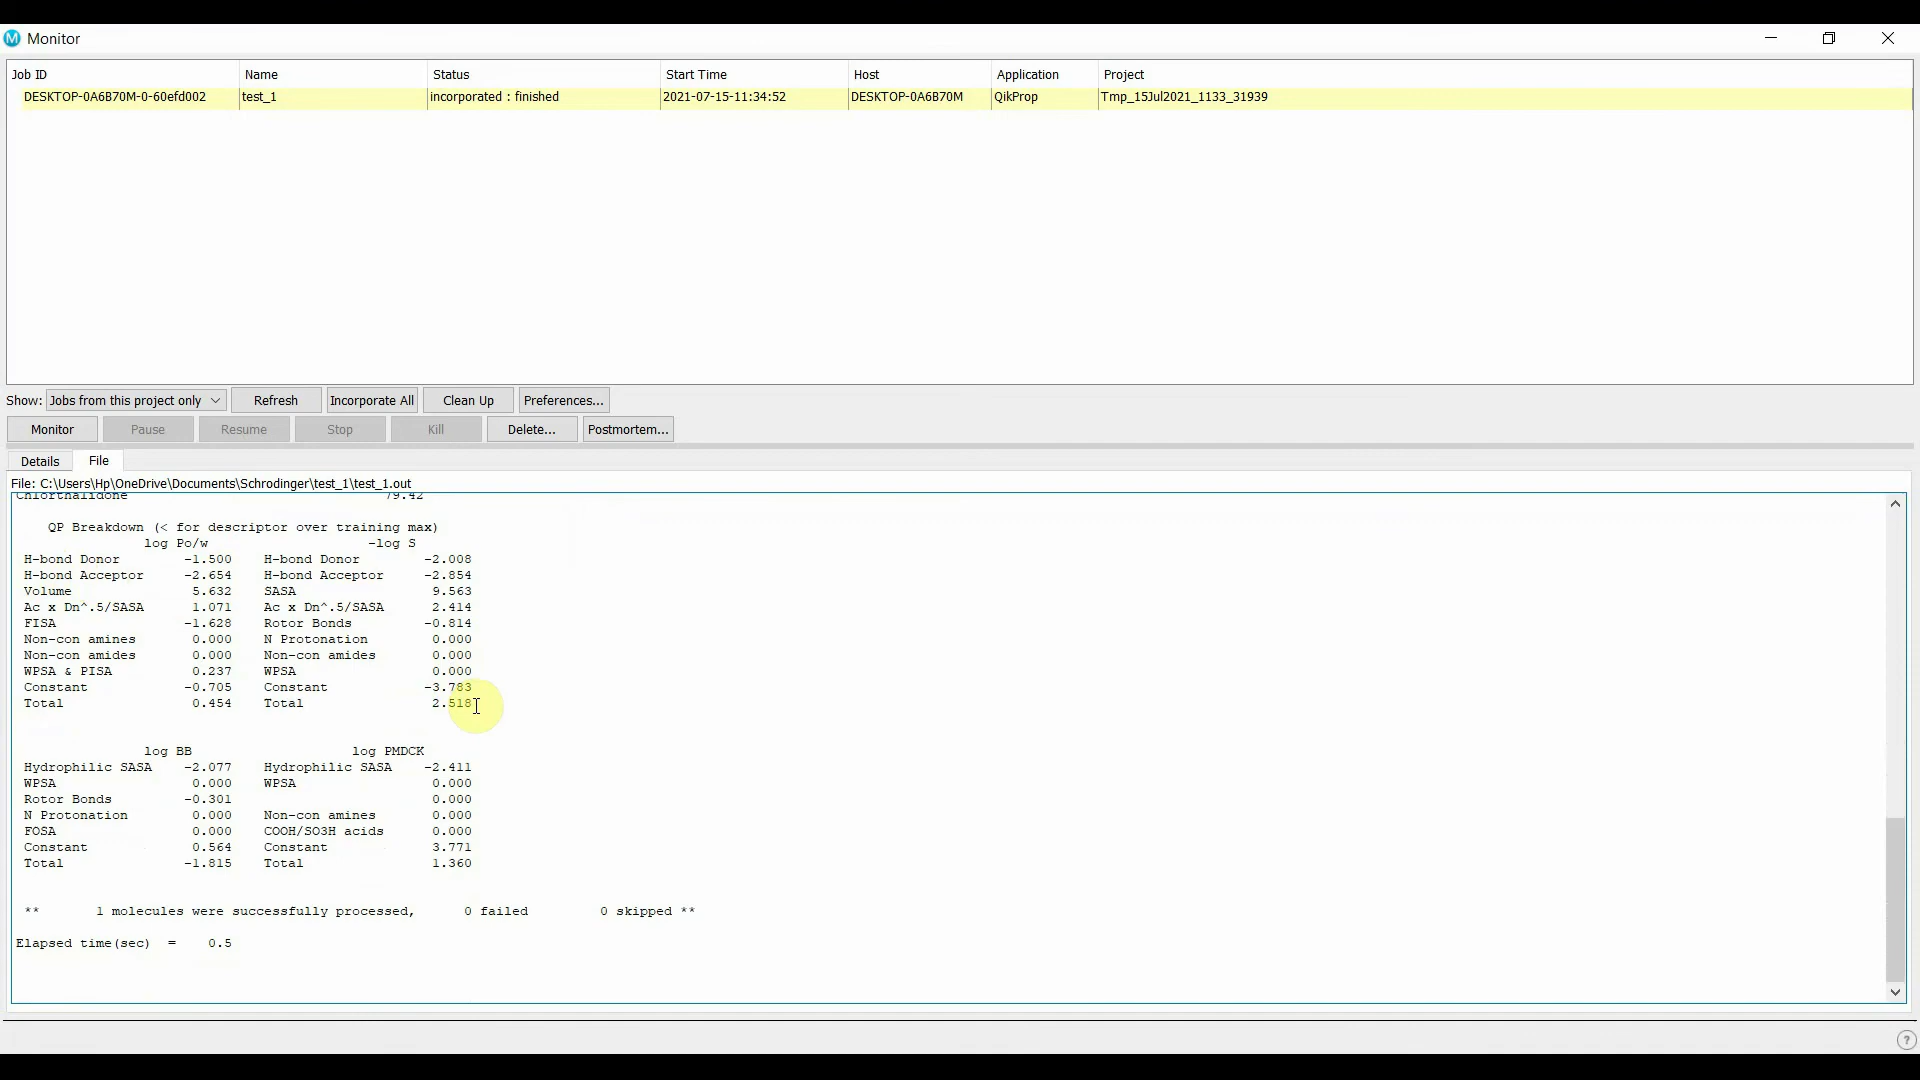 Monitor
Job ID Name Status Start Time Host Application Project
DESKTOP-0A6B70M-0-60efd002 test_1 incorporated : finished 2021-07-15-11:34:52 DESKTOP-0A6B70M QikProp Tmp_15Jul2021_1133_31939
Show: Jobs from this project only Refresh Incorporate All Clean Up Preferences...
Monitor Pause Resume Stop Kill Delete... Postmortem...
Details File
File: C:\Users\Hp\OneDrive\Documents\Schrodinger\test_1\test_1.out
Chlorthalidone 79.42
QP Breakdown (< for descriptor over training max)
log Po/w -log S
H-bond Donor -1.500 H-bond Donor -2.008
H-bond Acceptor -2.654 H-bond Acceptor -2.854
Volume 5.632 SASA 9.563
Ac x Dn^.5/SASA 1.071 Ac x Dn^.5/SASA 2.414
FISA -1.628 Rotor Bonds -0.814
Non-con amines 0.000 N Protonation 0.000
Non-con amides 0.000 Non-con amides 0.000
WPSA & PISA 0.237 WPSA 0.000
Constant -0.705 Constant -3.783
Total 0.454 Total 2.518
log BB log PMDCK
Hydrophilic SASA -2.077 Hydrophilic SASA -2.411
WPSA 0.000 WPSA 0.000
Rotor Bonds -0.301 0.000
N Protonation 0.000 Non-con amines 0.000
FOSA 0.000 COOH/SO3H acids 0.000
Constant 0.564 Constant 3.771
Total -1.815 Total 1.360
** 1 molecules were successfully processed, 0 failed 0 skipped **
Elapsed time(sec) = 0.5